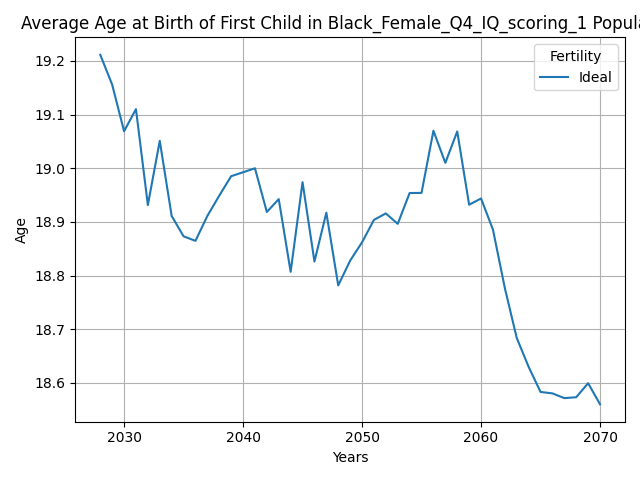 Average Age at Birth of First Child in Black_Female_Q4_IQ_scoring_1 Popula
Fertility
Ideal
19.2
19.1
19.0
18.9
18.8
18.7
18.6
Age
2030 2040 2050 2060 2070
Years